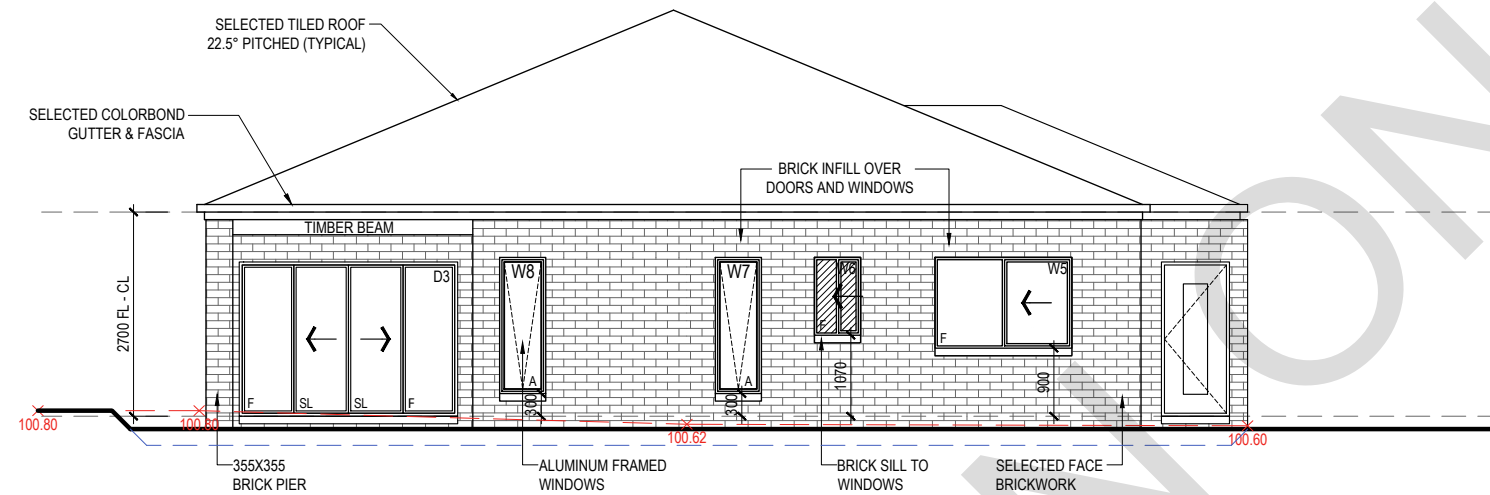 SELECTED TILED ROOF
22.5° PITCHED (TYPICAL)
SELECTED COLORBOND
GUTTER & FASCIA
BRICK INFILL OVER
DOORS AND WINDOWS
TIMBER BEAM
2700 FL - CL
D3
W8
W7
W6
W5
F
SL
SL
F
A
A
F
F
300
300
1070
900
100.80
100.80
100.62
100.60
355X355
BRICK PIER
ALUMINUM FRAMED
WINDOWS
BRICK SILL TO
WINDOWS
SELECTED FACE
BRICKWORK
ON